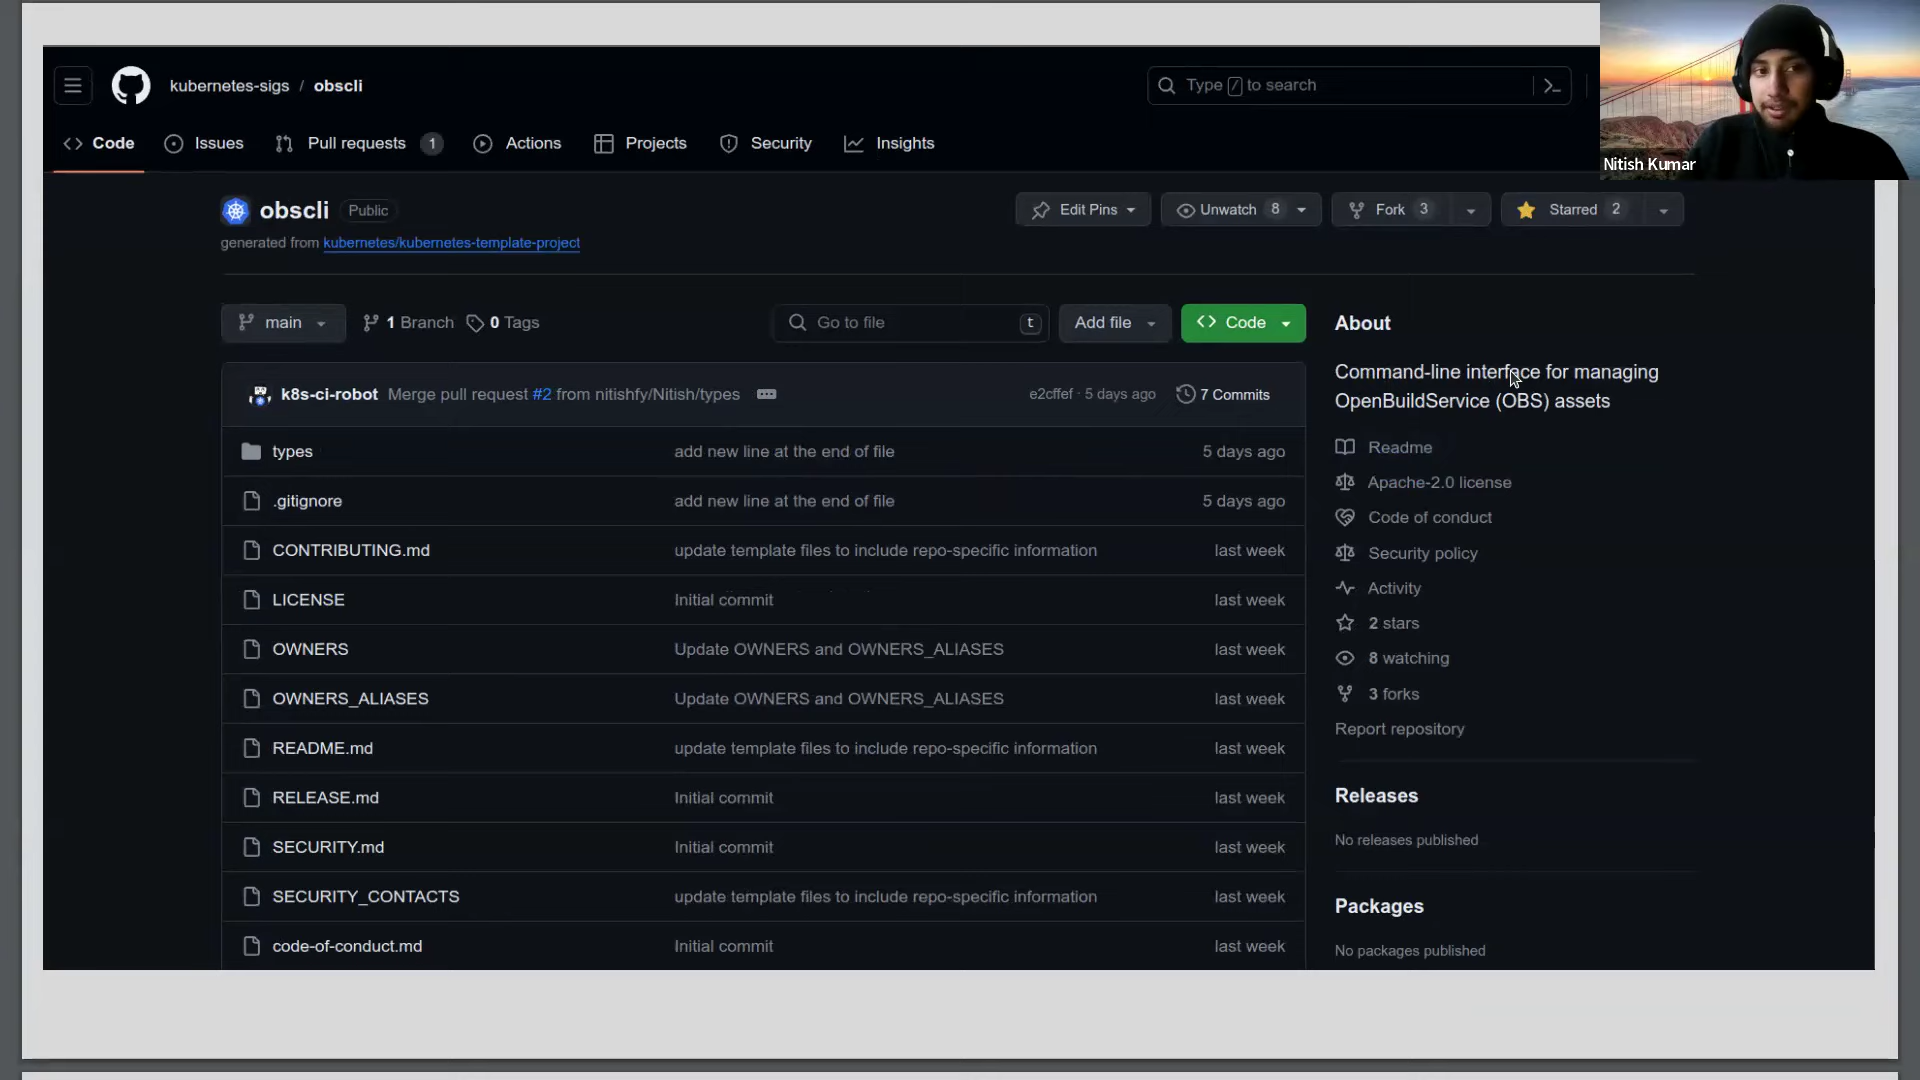 kubernetes-sigs / obscli
Type / to search
Nitish Kumar
Code Issues Pull requests 1 Actions Projects Security Insights
obscli Public
Edit Pins Unwatch 8 Fork 3 Starred 2
generated from kubernetes/kubernetes-template-project
main 1 Branch 0 Tags Go to file t Add file Code
k8s-ci-robot Merge pull request #2 from nitishfy/Nitish/types e2cffef · 5 days ago 7 Commits
types add new line at the end of file 5 days ago
.gitignore add new line at the end of file 5 days ago
CONTRIBUTING.md update template files to include repo-specific information last week
LICENSE Initial commit last week
OWNERS Update OWNERS and OWNERS_ALIASES last week
OWNERS_ALIASES Update OWNERS and OWNERS_ALIASES last week
README.md update template files to include repo-specific information last week
RELEASE.md Initial commit last week
SECURITY.md Initial commit last week
SECURITY_CONTACTS update template files to include repo-specific information last week
code-of-conduct.md Initial commit last week
About
Command-line interface for managing
OpenBuildService (OBS) assets
Readme
Apache-2.0 license
Code of conduct
Security policy
Activity
2 stars
8 watching
3 forks
Report repository
Releases
No releases published
Packages
No packages published